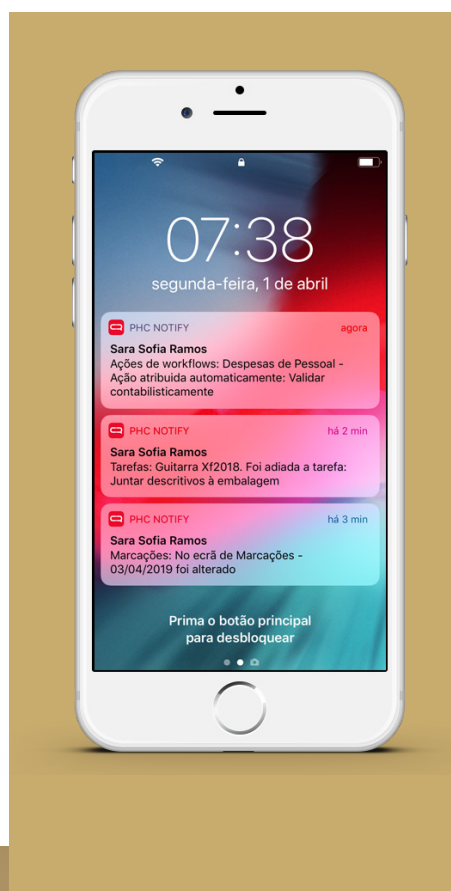 07:38
segunda-feira, 1 de abril
PHC NOTIFY agora
Sara Sofia Ramos
Ações de workflows: Despesas de Pessoal -
Ação atribuida automaticamente: Validar
contabilisticamente
PHC NOTIFY há 2 min
Sara Sofia Ramos
Tarefas: Guitarra Xf2018. Foi adiada a tarefa:
Juntar descritivos à embalagem
PHC NOTIFY há 3 min
Sara Sofia Ramos
Marcações: No ecrã de Marcações -
03/04/2019 foi alterado
Prima o botão principal
para desbloquear